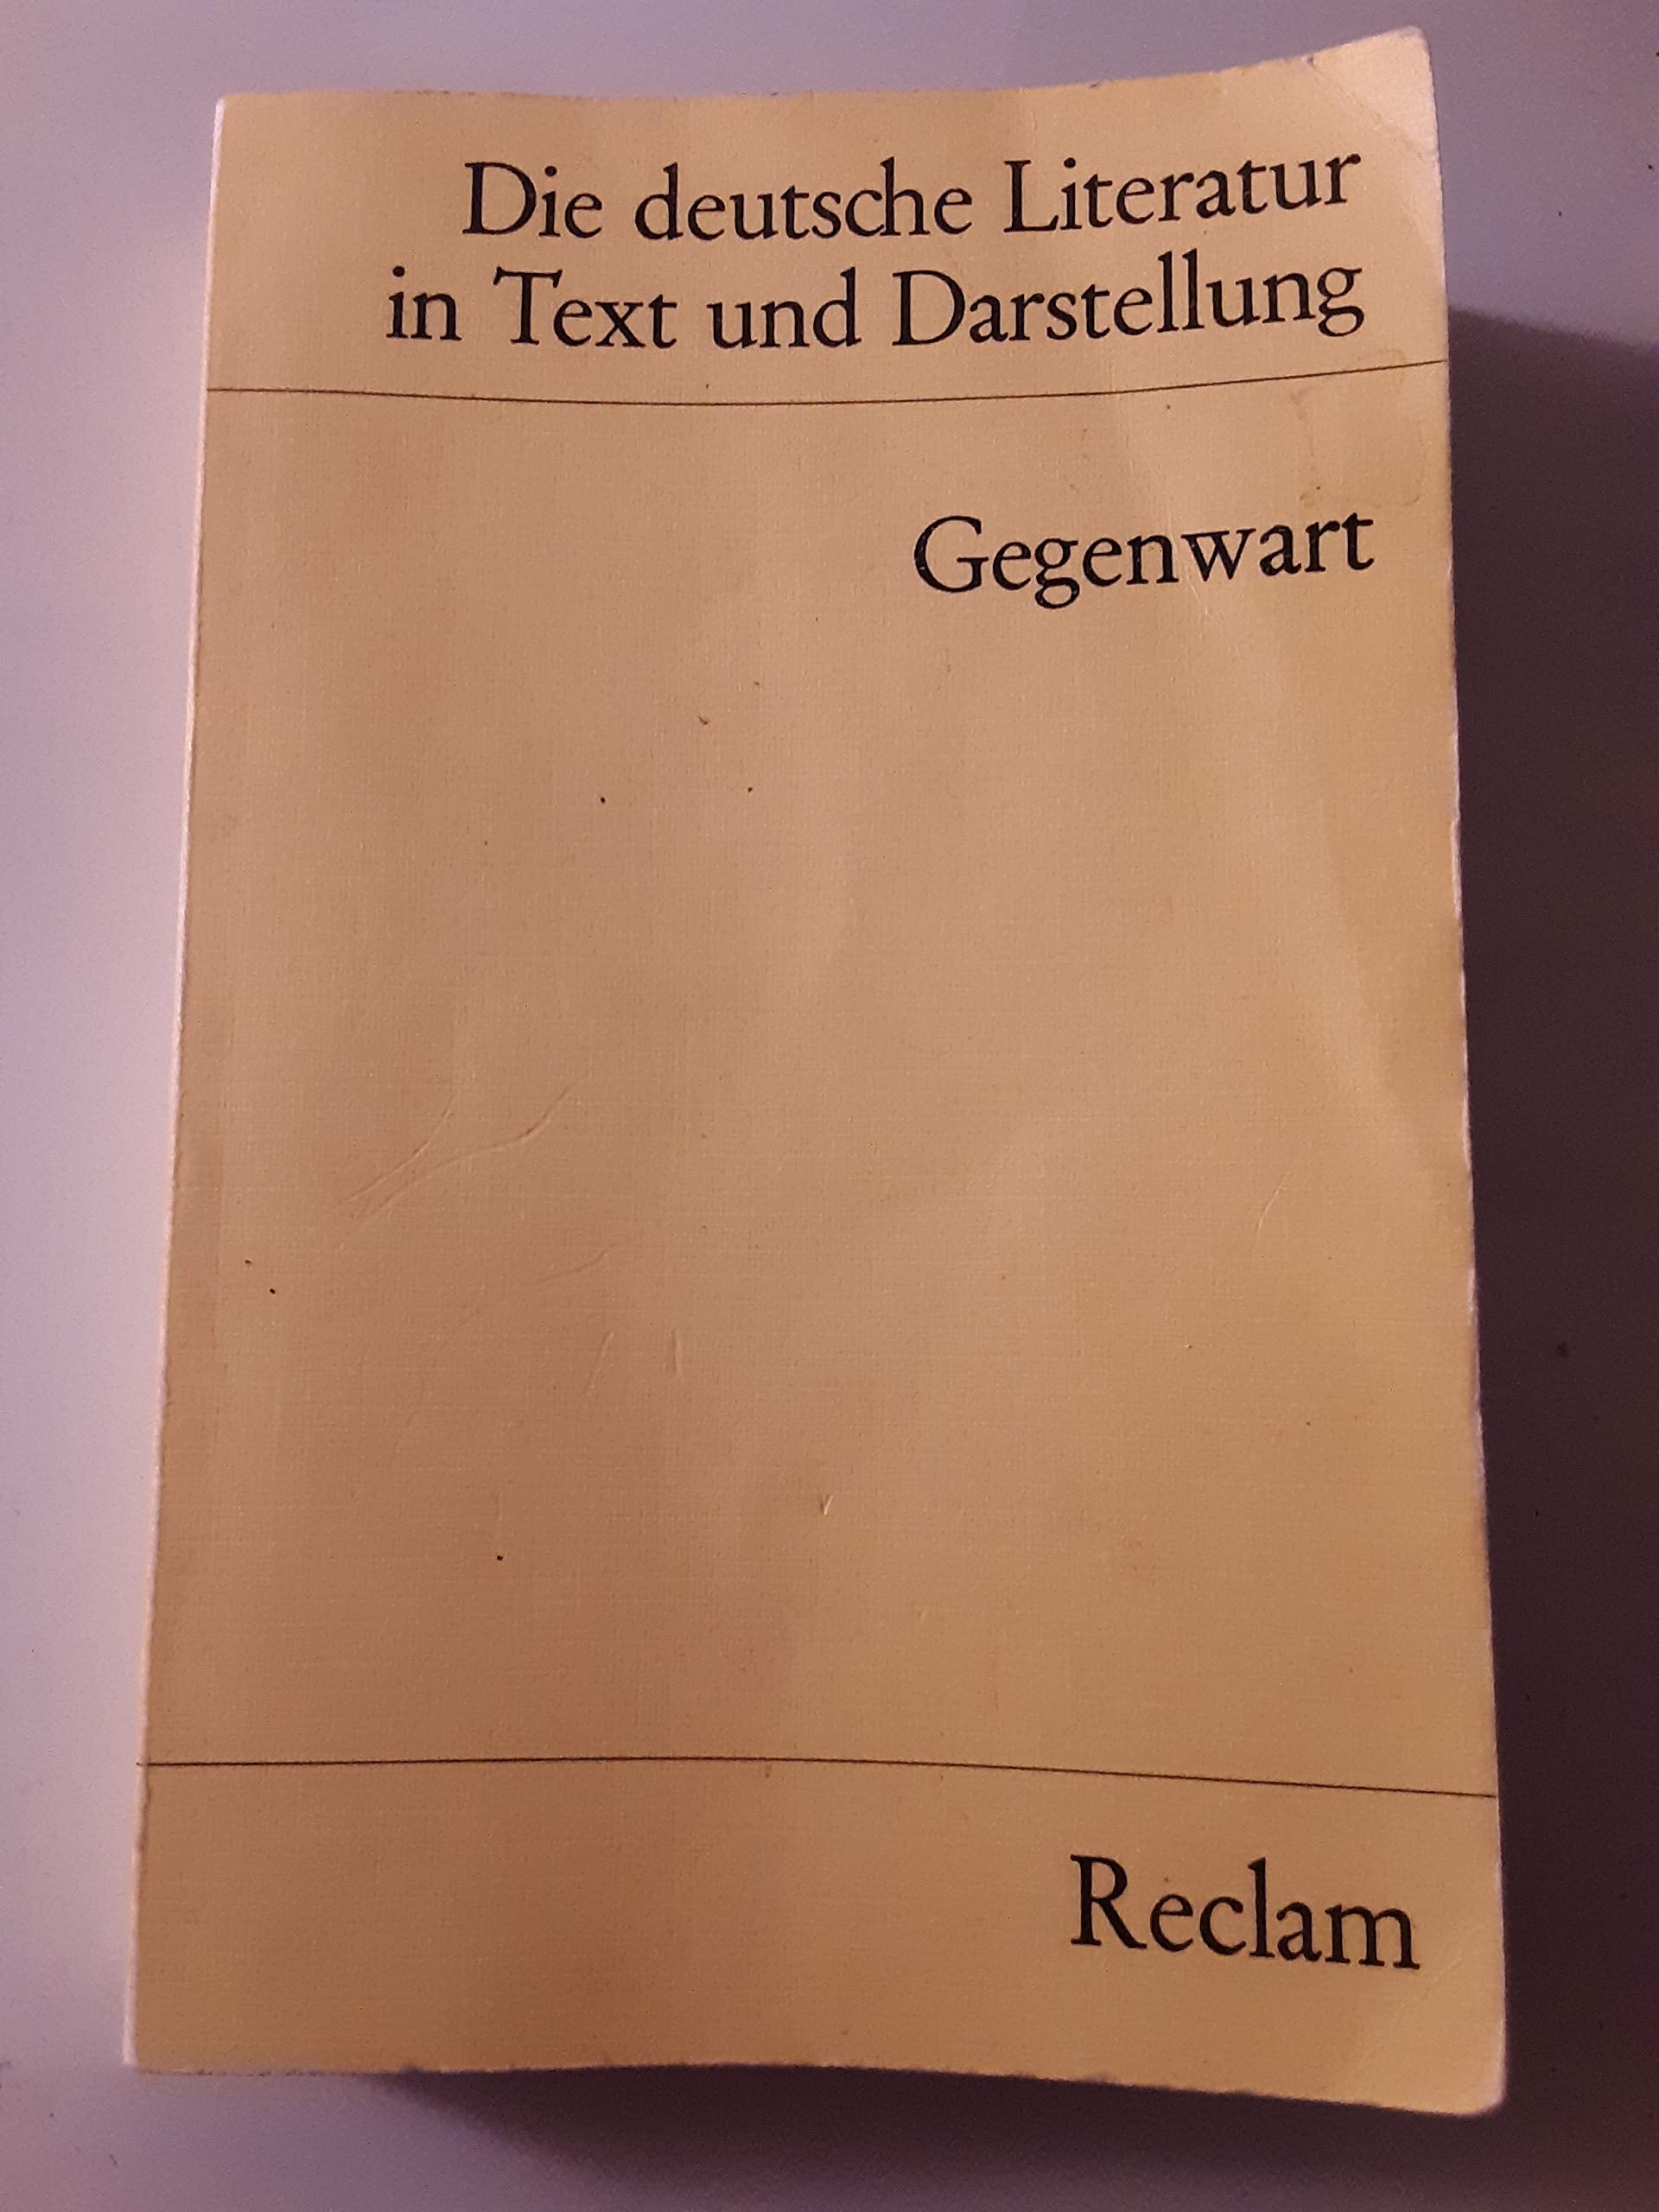 Die deutsche Literatur
in Text und Darstellung
Gegenwart
Reclam